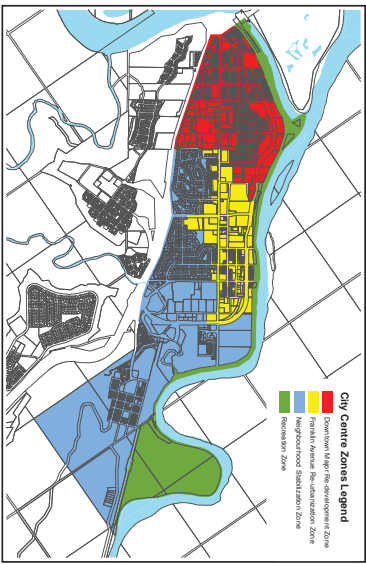 City Centre Zones Legend
Downtown Major Re-development Zone
Franklin Avenue Re-urbanization Zone
Neighbourhood Stabilization Zone
Recreation Zone